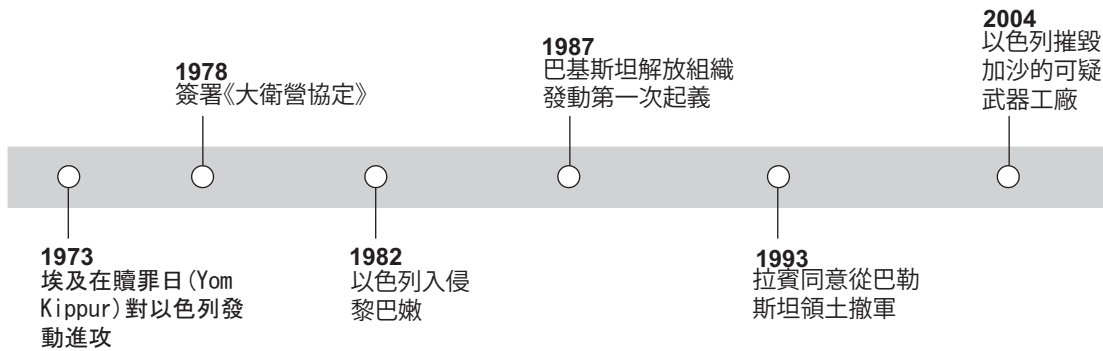 1973
埃及在贖罪日(Yom
Kippur)對以色列發
動進攻
1978
簽署《大衛營協定》
1982
以色列入侵
黎巴嫩
1987
巴基斯坦解放組織
發動第一次起義
1993
拉賓同意從巴勒
斯坦領土撤軍
2004
以色列摧毀
加沙的可疑
武器工廠